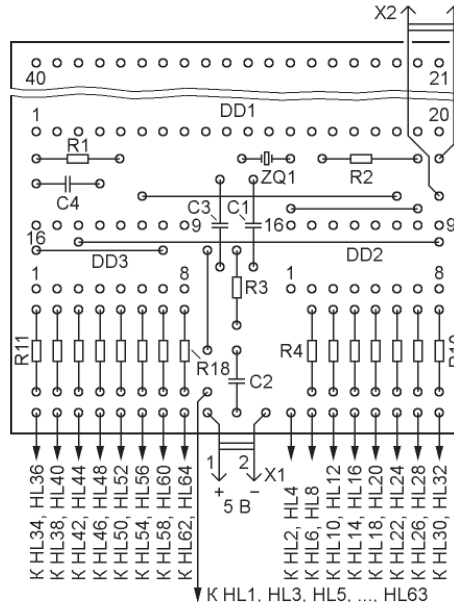 X2
40 21
DD1
1 20
R1 ZQ1 R2
C4
C3 C1
16 9 16 9
DD3 DD2
1 8 1 8
R3
R11 R18 R4 R10
C2
1 2 X1
+ 5 В −
К HL34, HL36
К HL38, HL40
К HL42, HL44
К HL46, HL48
К HL50, HL52
К HL54, HL56
К HL58, HL60
К HL62, HL64
К HL2, HL4
К HL6, HL8
К HL10, HL12
К HL14, HL16
К HL18, HL20
К HL22, HL24
К HL26, HL28
К HL30, HL32
К HL1, HL3, HL5, ..., HL63